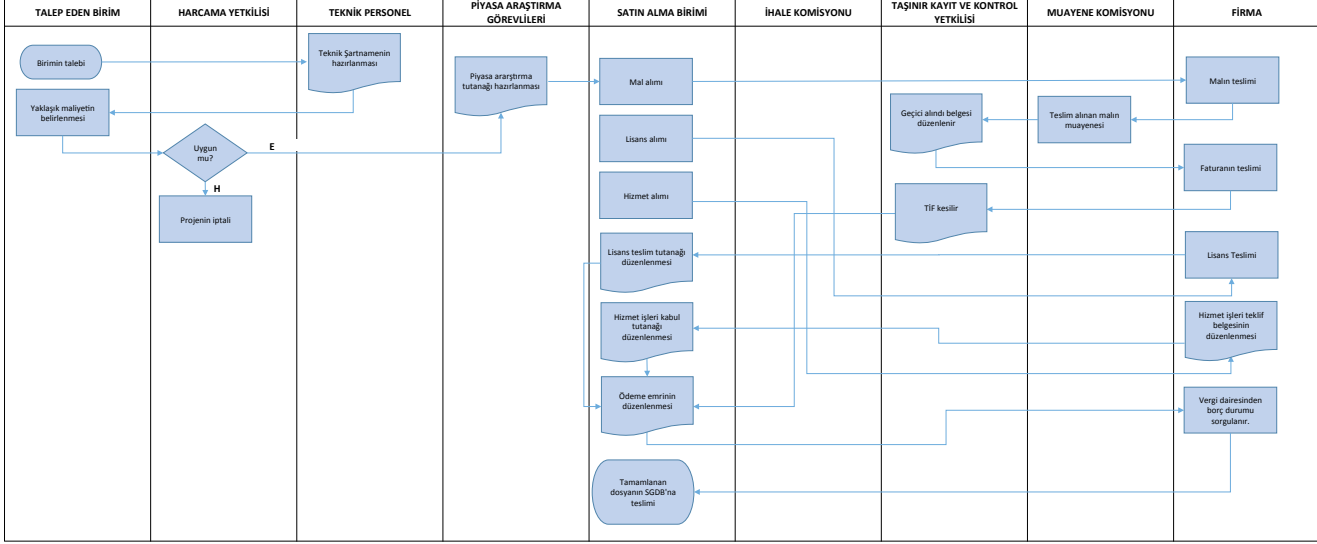 TALEP EDEN BİRİM
HARCAMA YETKİLİSİ
TEKNİK PERSONEL
PİYASA ARAŞTIRMA
GÖREVLİLERİ
SATIN ALMA BİRİMİ
İHALE KOMİSYONU
TAŞINIR KAYIT VE KONTROL
YETKİLİSİ
MUAYENE KOMİSYONU
FİRMA
Birimin talebi
Teknik Şartnamenin
hazırlanması
Piyasa ararştırma
tutanağı hazırlanması
Mal alımı
Malın teslimi
Yaklaşık maliyetin
belirlenmesi
Geçici alındı belgesi
düzenlenir
Teslim alınan malın
muayenesi
Uygun
mu?
E
H
Lisans alımı
Faturanın teslimi
Projenin iptali
Hizmet alımı
TİF kesilir
Lisans teslim tutanağı
düzenlenmesi
Lisans Teslimi
Hizmet işleri kabul
tutanağı
düzenlenmesi
Hizmet işleri teklif
belgesinin
düzenlenmesi
Ödeme emrinin
düzenlenmesi
Vergi dairesinden
borç durumu
sorgulanır.
Tamamlanan
dosyanın SGDB'na
teslimi